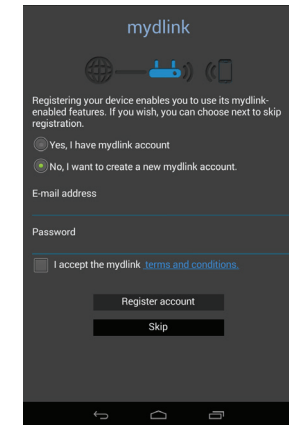 mydlink
Registering your device enables you to use its mydlink-
enabled features. If you wish, you can choose next to skip
registration.
Yes, I have mydlink account
No, I want to create a new mydlink account.
E-mail address
Password
I accept the mydlink terms and conditions.
Register account
Skip